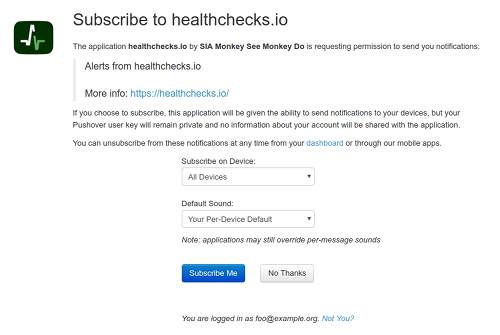 Subscribe to healthchecks.io
The application healthchecks.io by SIA Monkey See Monkey Do is requesting permission to send you notifications:
Alerts from healthchecks.io
More info: https://healthchecks.io/
If you choose to subscribe, this application will be given the ability to send notifications to your devices, but your
Pushover user key will remain private and no information about your account will be shared with the application.
You can unsubscribe from these notifications at any time from your dashboard or through our mobile apps.
Subscribe on Device:
All Devices
Default Sound:
Your Per-Device Default
Note: applications may still override per-message sounds
Subscribe Me No Thanks
You are logged in as foo@example.org. Not You?